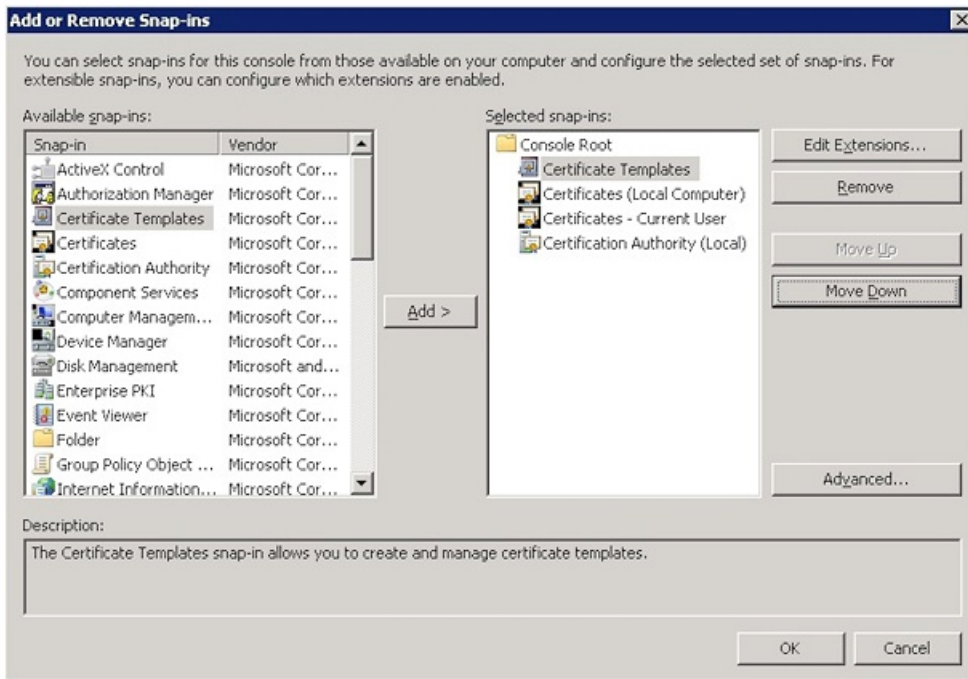 Add or Remove Snap-ins
You can select snap-ins for this console from those available on your computer and configure the selected set of snap-ins. For
extensible snap-ins, you can configure which extensions are enabled.
Available snap-ins:
Snap-in Vendor
ActiveX Control Microsoft Cor...
Authorization Manager Microsoft Cor...
Certificate Templates Microsoft Cor...
Certificates Microsoft Cor...
Certification Authority Microsoft Cor...
Component Services Microsoft Cor...
Computer Managem... Microsoft Cor...
Device Manager Microsoft Cor...
Disk Management Microsoft and...
Enterprise PKI Microsoft Cor...
Event Viewer Microsoft Cor...
Folder Microsoft Cor...
Group Policy Object ... Microsoft Cor...
Internet Information... Microsoft Cor...
Add >
Selected snap-ins:
Console Root
Certificate Templates
Certificates (Local Computer)
Certificates - Current User
Certification Authority (Local)
Edit Extensions...
Remove
Move Up
Move Down
Advanced...
Description:
The Certificate Templates snap-in allows you to create and manage certificate templates.
OK Cancel